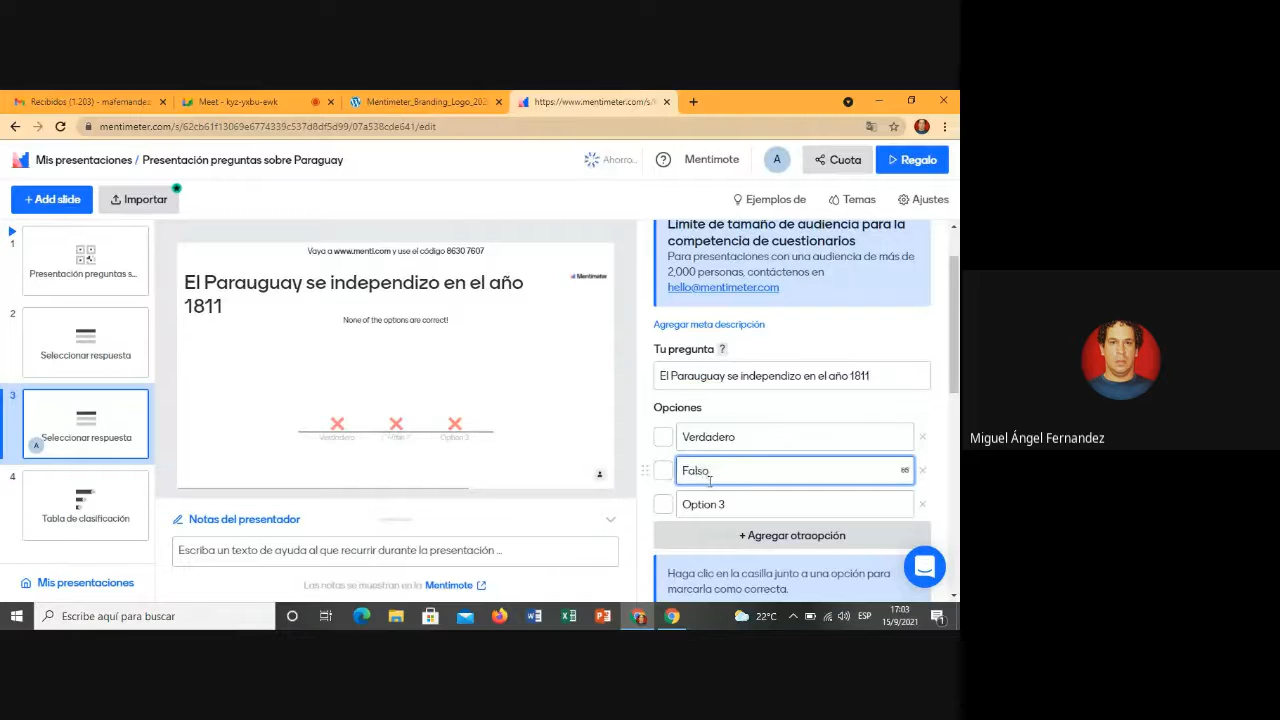 Recibidos (1.203) - mafernandez
Meet - kyz-yxbu-ewk
Mentimeter_Branding_Logo_202
https://www.mentimeter.com/s/
mentimeter.com/s/62cb61f13069e6774339c537d8df5d99/07a538cde641/edit
Mis presentaciones / Presentación preguntas sobre Paraguay
Ahorro..
Mentimote
A
Cuota
Regalo
+ Add slide
Importar
Ejemplos de
Temas
Ajustes
1
Presentación preguntas s...
2
Seleccionar respuesta
3
Seleccionar respuesta
A
4
Tabla de clasificación
Mis presentaciones
Vaya a www.menti.com y use el código 8630 7607
El Parauguay se independizo en el año
1811
Mentimeter
None of the options are correct!
Verdadero
Option 3
Notas del presentador
Escriba un texto de ayuda al que recurrir durante la presentación ...
Las notas se muestran en la Mentimote
Límite de tamaño de audiencia para la
competencia de cuestionarios
Para presentaciones con una audiencia de más de
2,000 personas, contáctenos en
hello@mentimeter.com
Agregar meta descripción
Tu pregunta ?
El Parauguay se independizo en el año 1811
Opciones
Verdadero
Falso
Option 3
+ Agregar otraopción
Haga clic en la casilla junto a una opción para
marcarla como correcta.
Escribe aquí para buscar
22°C
ESP
17:03
15/9/2021
Miguel Ángel Fernandez